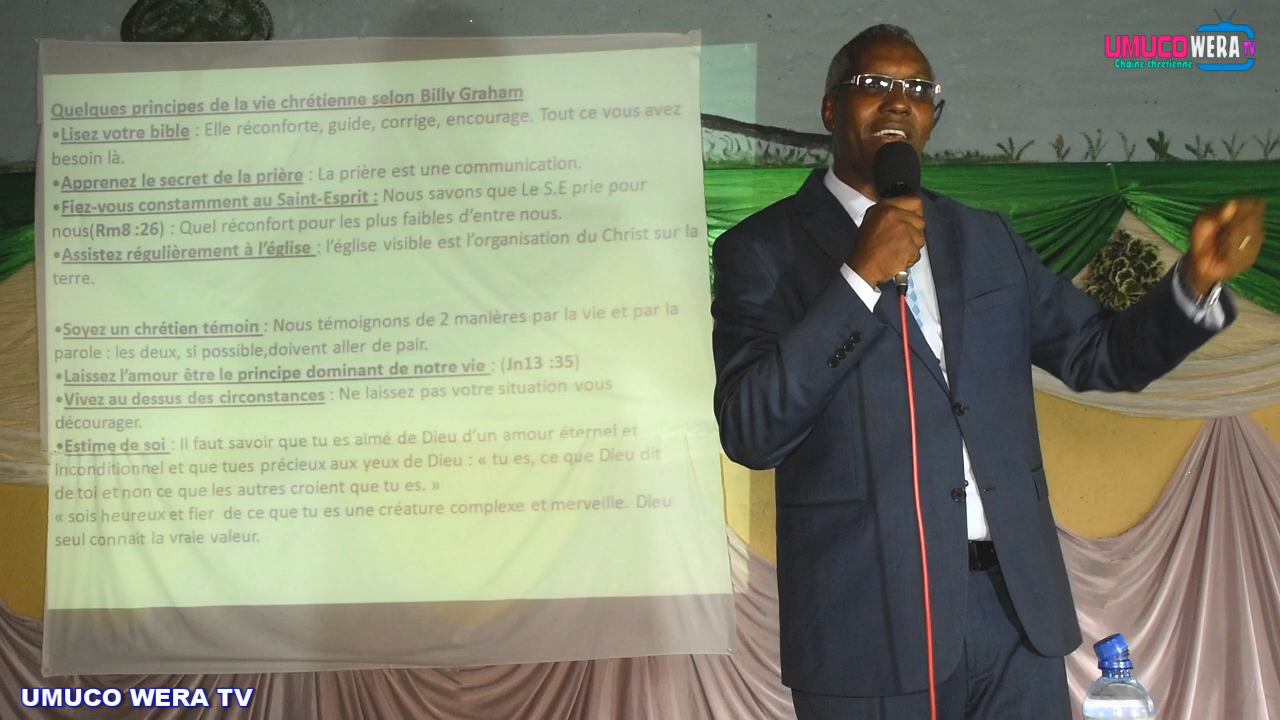 UMUCO WERA TV
Chaine chretienne
Quelques principes de la vie chrétienne selon Billy Graham
•Lisez votre bible : Elle réconforte, guide, corrige, encourage. Tout ce vous avez
besoin là.
•Apprenez le secret de la prière : La prière est une communication.
•Fiez-vous constamment au Saint-Esprit : Nous savons que Le S.E prie pour
nous(Rm8 :26) : Quel réconfort pour les plus faibles d’entre nous.
•Assistez régulièrement à l’église : l’église visible est l’organisation du Christ sur la
terre.
•Soyez un chrétien témoin : Nous témoignons de 2 manières par la vie et par la
parole : les deux, si possible,doivent aller de pair.
•Laissez l’amour être le principe dominant de notre vie : (Jn13 :35)
•Vivez au dessus des circonstances : Ne laissez pas votre situation vous
décourager.
•Estime de soi : Il faut savoir que tu es aimé de Dieu d’un amour éternel et
inconditionnel et que tues précieux aux yeux de Dieu : « tu es, ce que Dieu dit
de toi et non ce que les autres croient que tu es. »
« sois heureux et fier de ce que tu es une créature complexe et merveille. Dieu
seul connait la vraie valeur.
UMUCO WERA TV